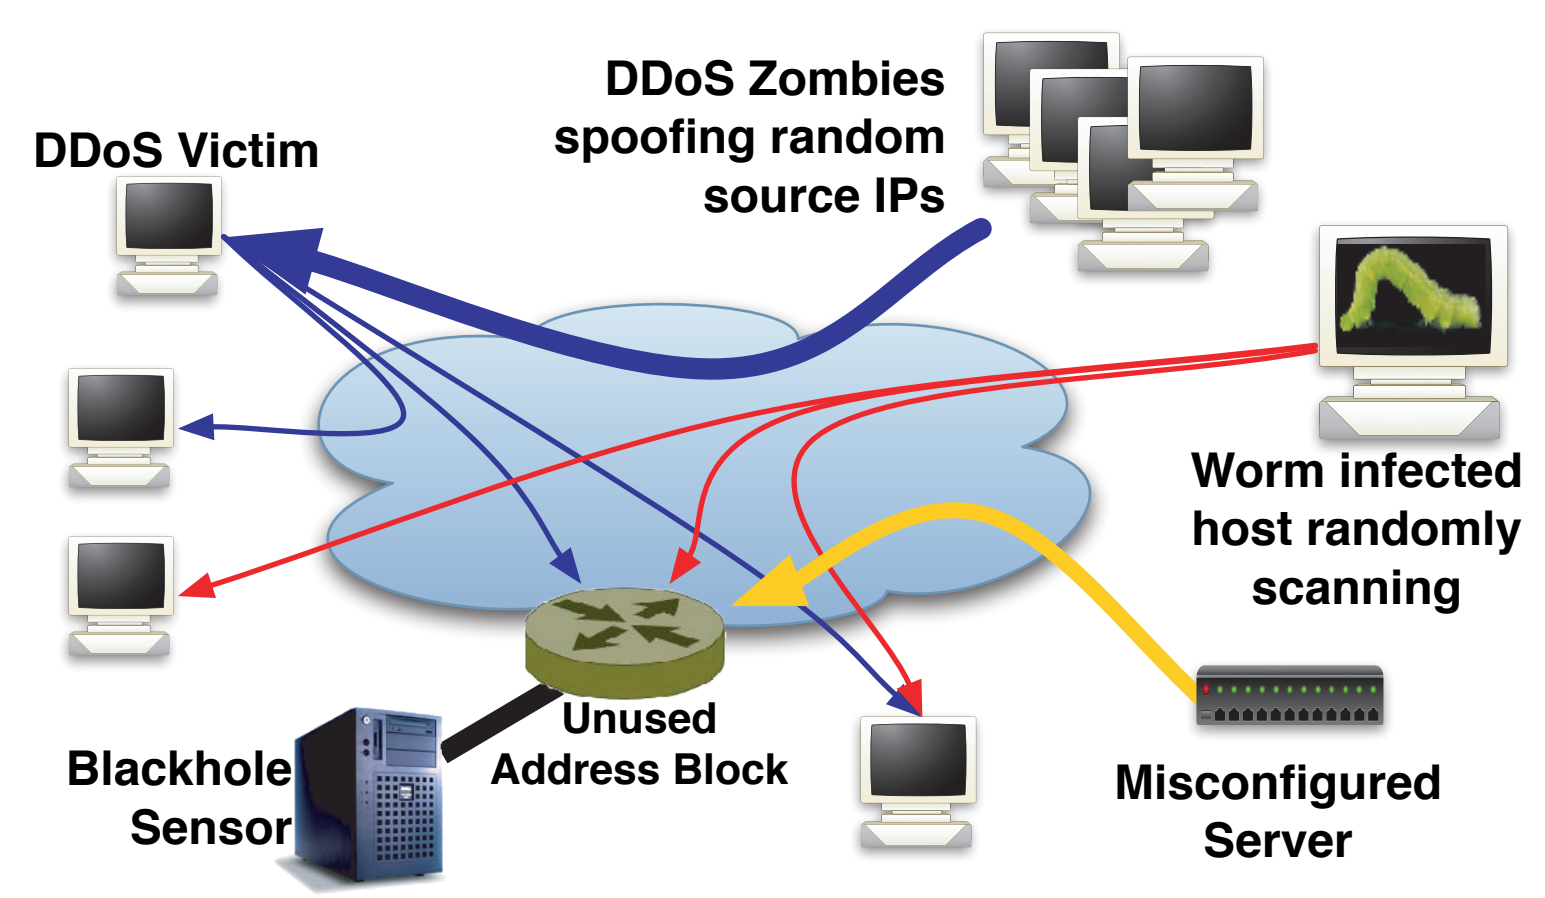 DDoS Zombies
spoofing random
source IPs
DDoS Victim
Worm infected
host randomly
scanning
Unused
Address Block
Blackhole
Sensor
Misconfigured
Server